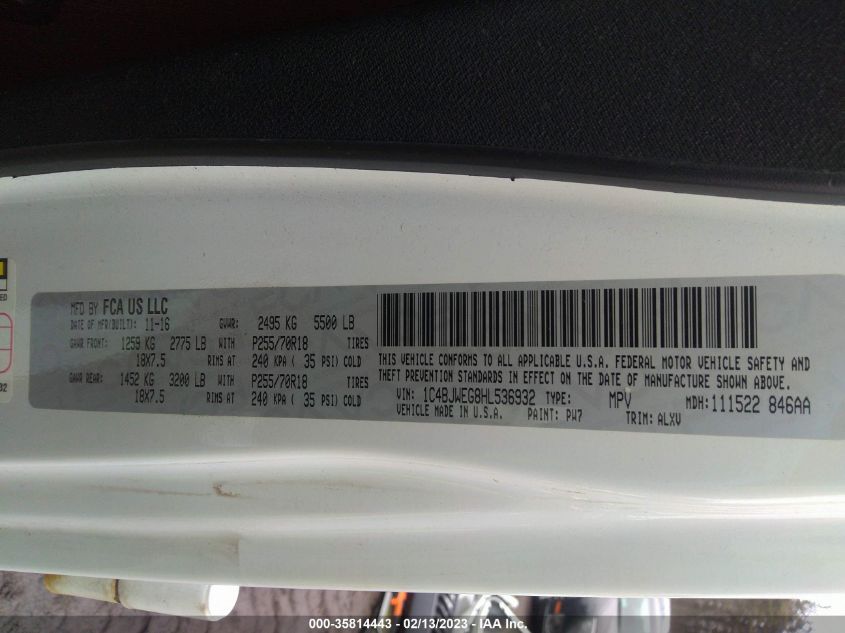 MFD BY FCA US LLC
DATE OF MFR(BUILT): 11-16 GVWR: 2495 KG 5500 LB
GAWR FRONT: 1259 KG 2775 LB WITH P255/70R18 TIRES
18X7.5 RIMS AT 240 KPA ( 35 PSI) COLD
GAWR REAR: 1452 KG 3200 LB WITH P255/70R18 TIRES
18X7.5 RIMS AT 240 KPA ( 35 PSI) COLD
THIS VEHICLE CONFORMS TO ALL APPLICABLE U.S.A. FEDERAL MOTOR VEHICLE SAFETY AND
THEFT PREVENTION STANDARDS IN EFFECT ON THE DATE OF MANUFACTURE SHOWN ABOVE.
VIN: 1C4BJWEG8HL536932 TYPE: MPV MDH: 111522 846AA
VEHICLE MADE IN U.S.A. PAINT: PW7 TRIM: ALXV
ED
32
000-35814443 - 02/13/2023 - IAA Inc.